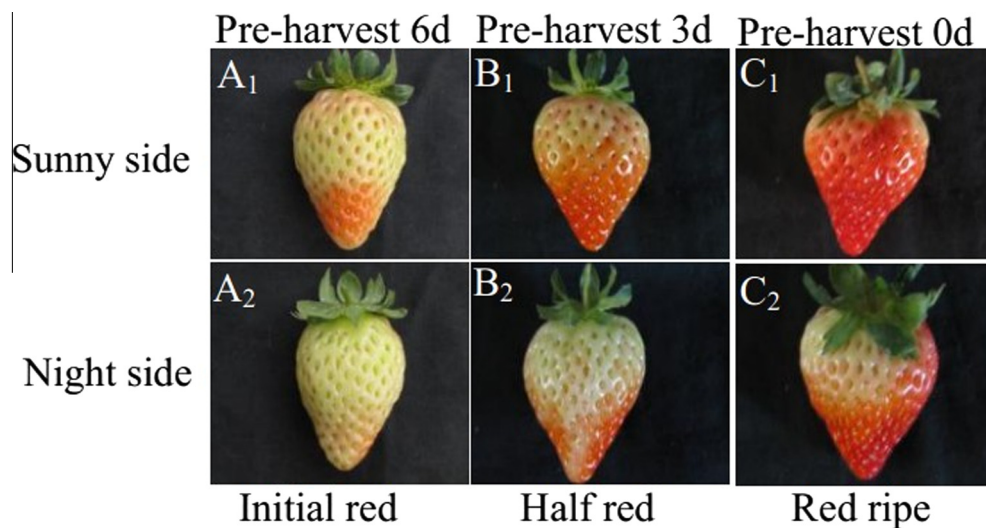 Pre-harvest 6d Pre-harvest 3d Pre-harvest 0d
A1 B1 C1
Sunny side
A2 B2 C2
Night side
Initial red Half red Red ripe